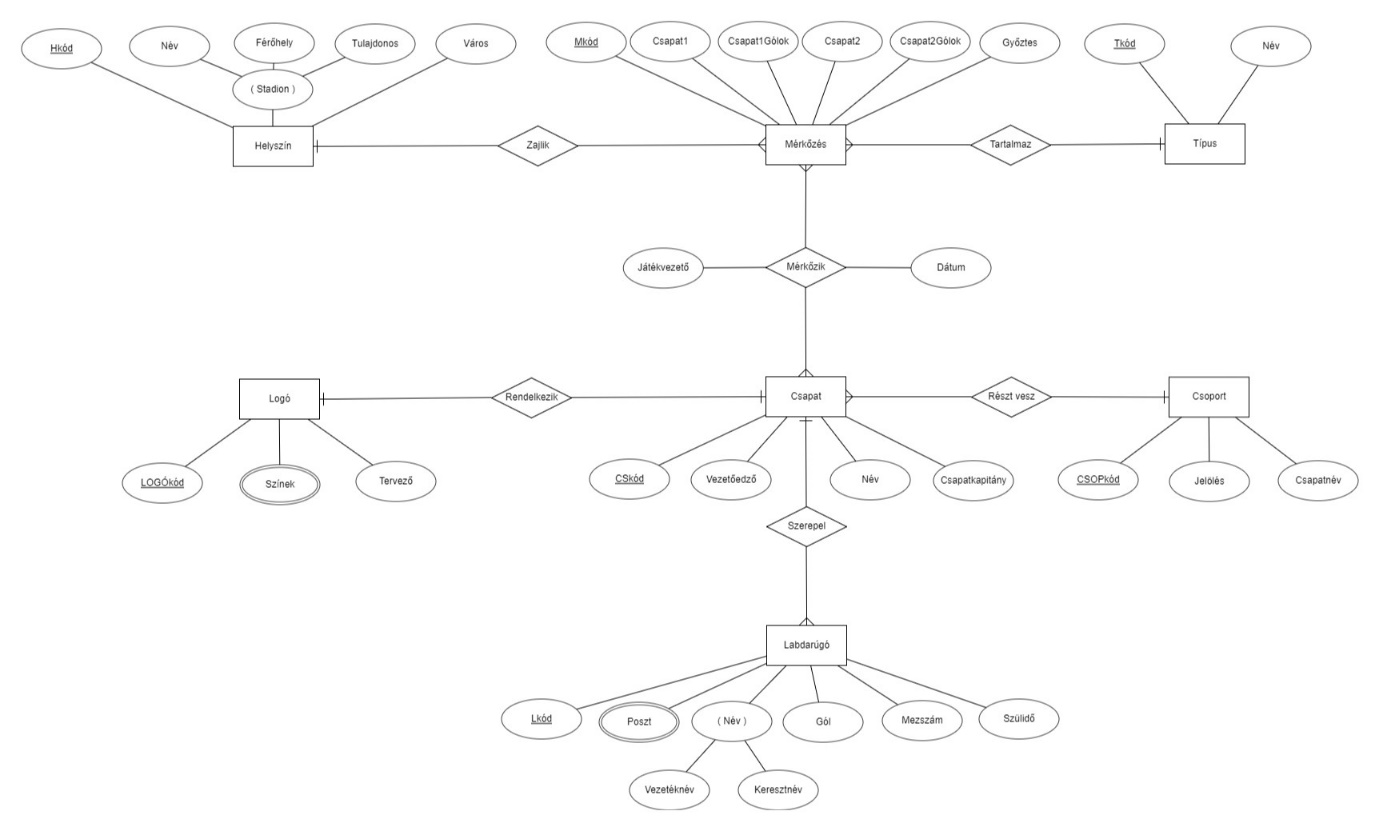 Hkód
Név
Férőhely
Tulajdonos
Város
( Stadion )
Helyszín
Zajlik
Mkód
Csapat1
Csapat1Gólok
Csapat2
Csapat2Gólok
Győztes
Mérkőzés
Tartalmaz
Tkód
Név
Típus
Játékvezető
Mérkőzik
Dátum
Logó
Rendelkezik
Csapat
Részt vesz
Csoport
LOGÓkód
Színek
Tervező
CSkód
Vezetőedző
Név
Csapatkapitány
CSOPkód
Jelölés
Csapatnév
Szerepel
Labdarúgó
Lkód
Poszt
( Név )
Gól
Mezszám
Szülidő
Vezetéknév
Keresztnév